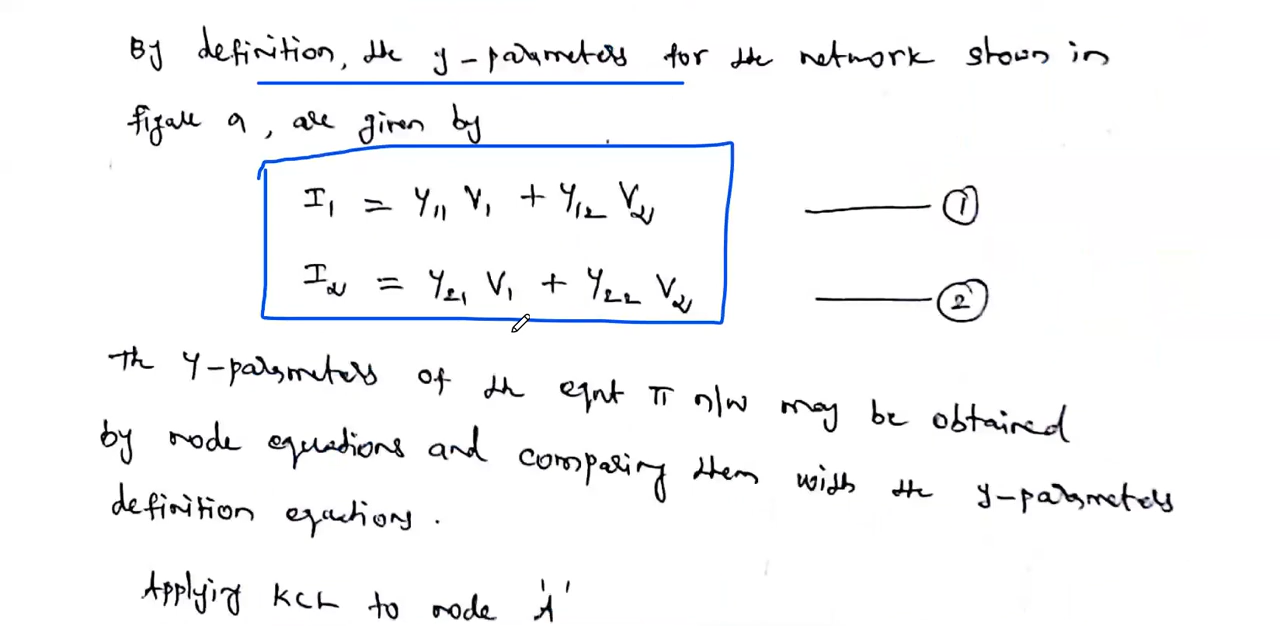 By definition, the y-parameters for the network shown in
figure a, are given by
I₁ = Y₁₁ V₁ + Y₁₂ V₂ ——— ①
I₂ = Y₂₁ V₁ + Y₂₂ V₂ ——— ②
The Y-parameters of the eqnt π n/w may be obtained
by node equations and comparing them with the y-parameters
definition equations.
Applying KCL to node 'A'